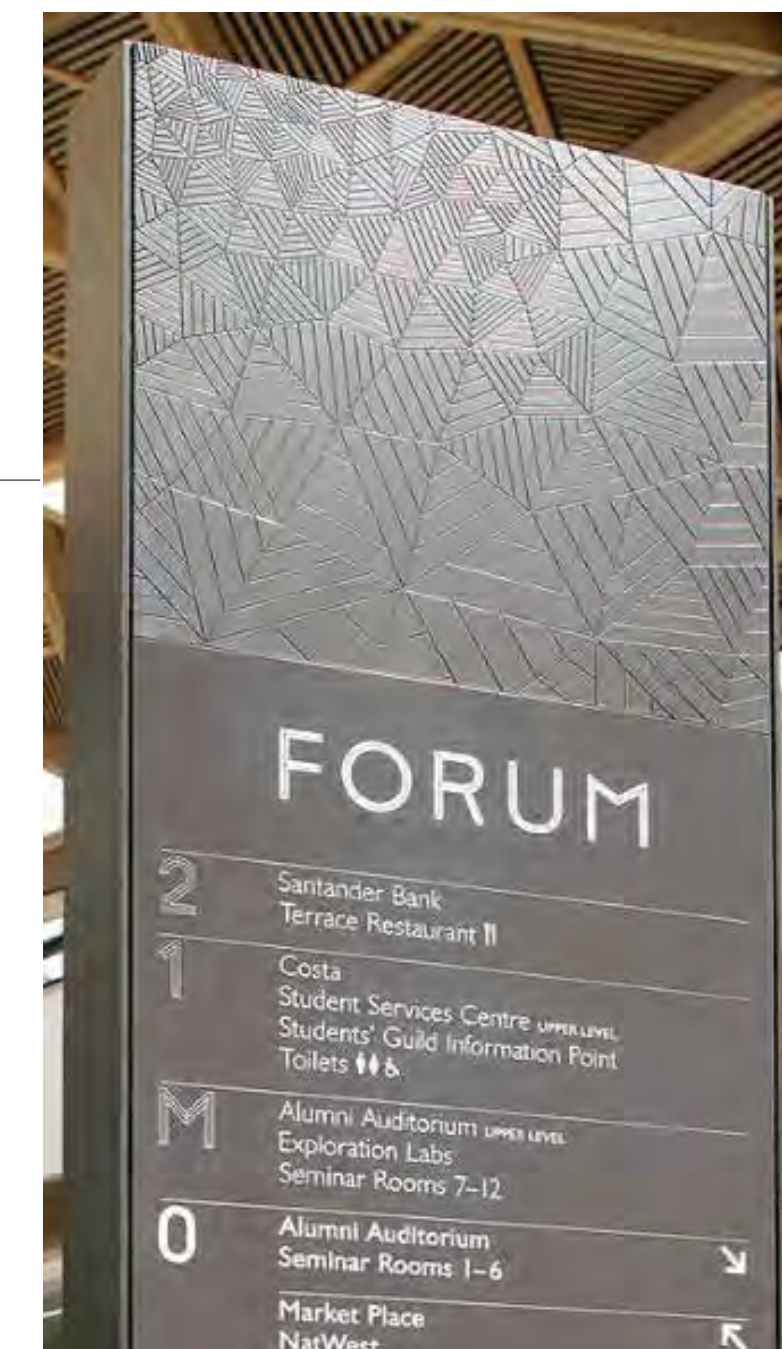 FORUM
2
Santander Bank
Terrace Restaurant
1
Costa
Student Services Centre UPPER LEVEL
Students' Guild Information Point
Toilets
M
Alumni Auditorium UPPER LEVEL
Exploration Labs
Seminar Rooms 7–12
0
Alumni Auditorium
Seminar Rooms 1–6
Market Place
NatWest